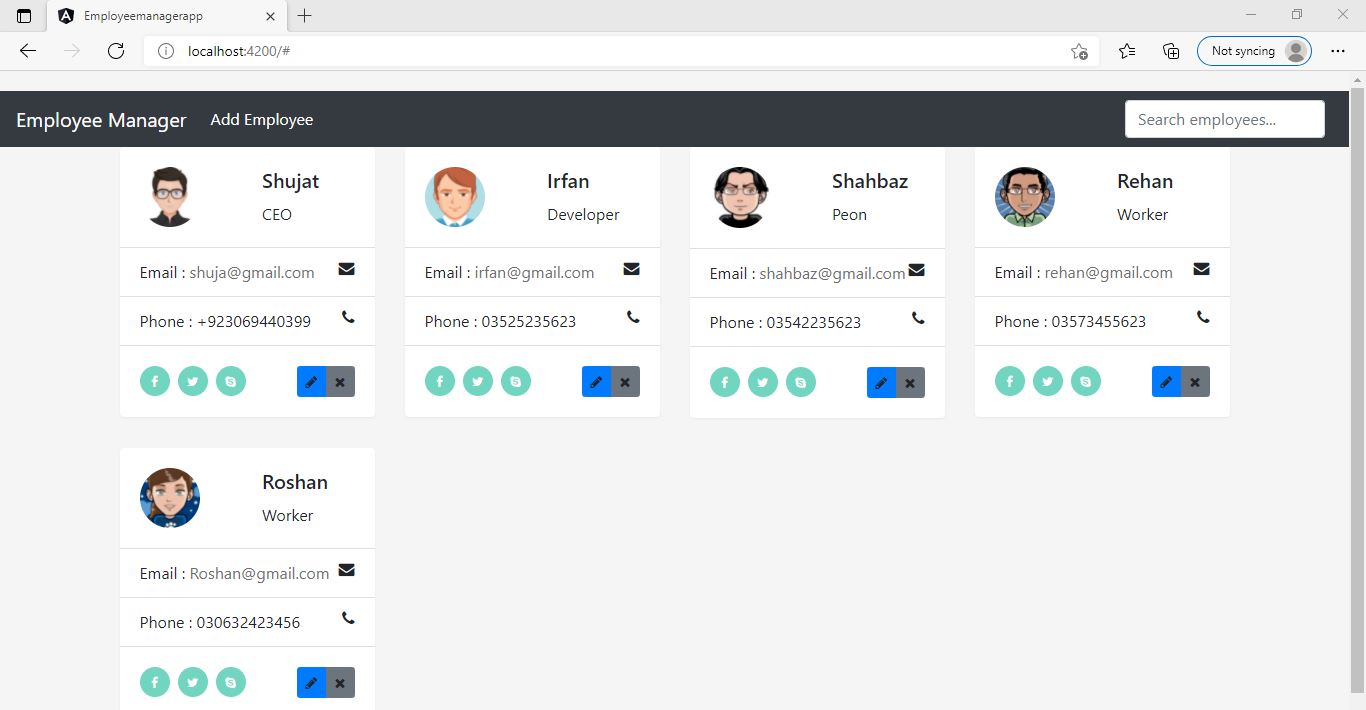 Employeemanagerapp
localhost:4200/#
Not syncing
Employee Manager Add Employee Search employees...
Shujat
CEO
Email : shuja@gmail.com
Phone : +923069440399
Irfan
Developer
Email : irfan@gmail.com
Phone : 03525235623
Shahbaz
Peon
Email : shahbaz@gmail.com
Phone : 03542235623
Rehan
Worker
Email : rehan@gmail.com
Phone : 03573455623
Roshan
Worker
Email : Roshan@gmail.com
Phone : 030632423456